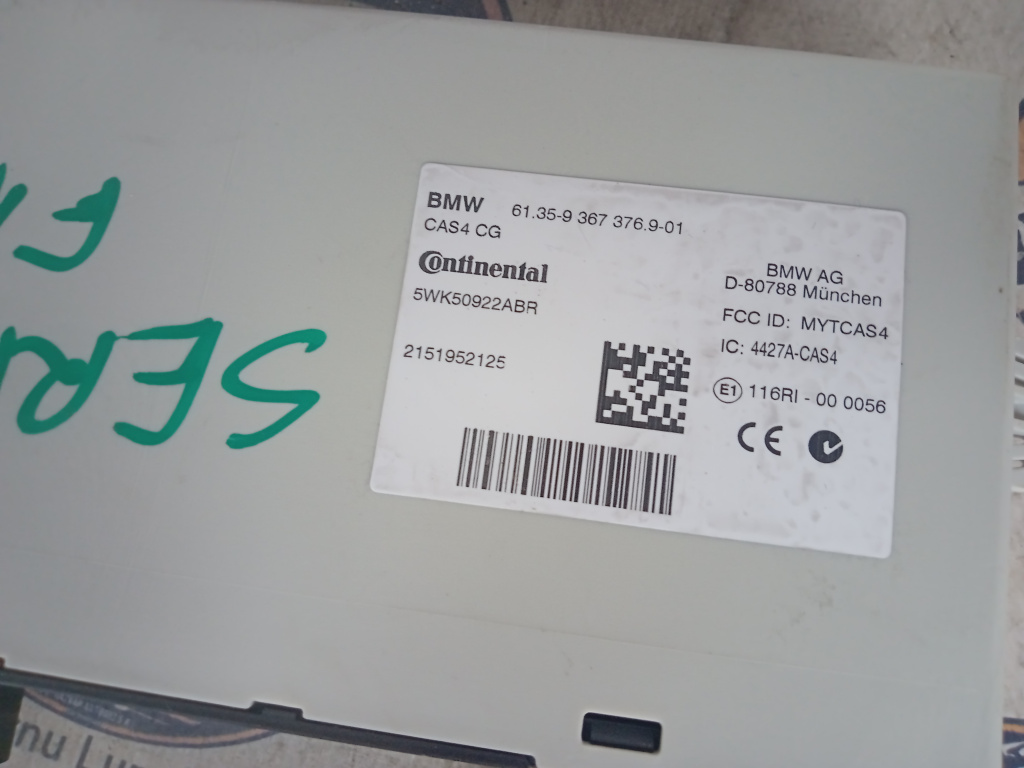 BMW 61.35-9 367 376.9-01
CAS4 CG
Continental
5WK50922ABR
2151952125
BMW AG
D-80788 München
FCC ID: MYTCAS4
IC: 4427A-CAS4
E1 116RI - 00 0056
CE